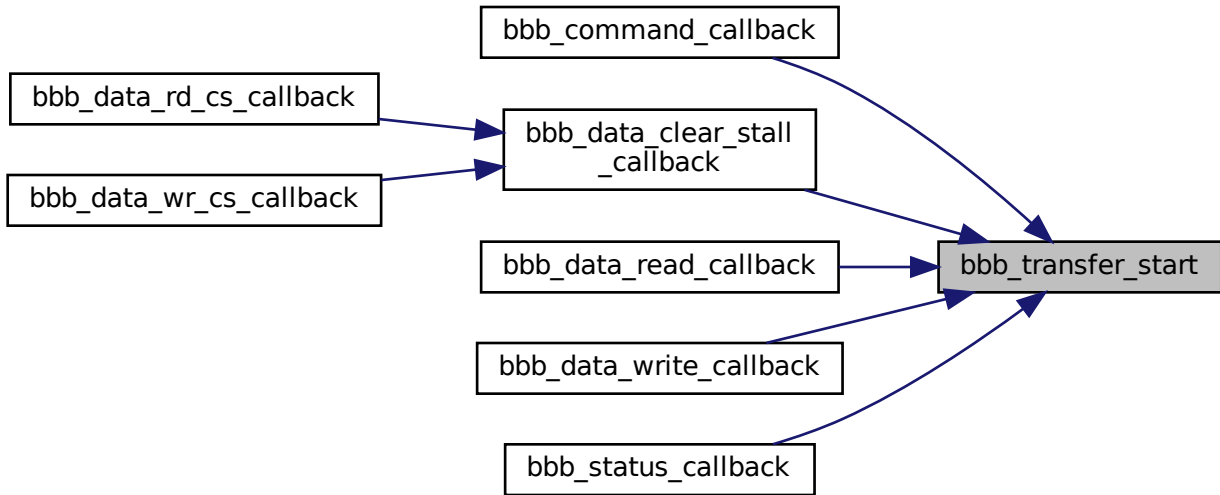 bbb_command_callback
bbb_data_rd_cs_callback
bbb_data_clear_stall
_callback
bbb_data_wr_cs_callback
bbb_data_read_callback
bbb_transfer_start
bbb_data_write_callback
bbb_status_callback